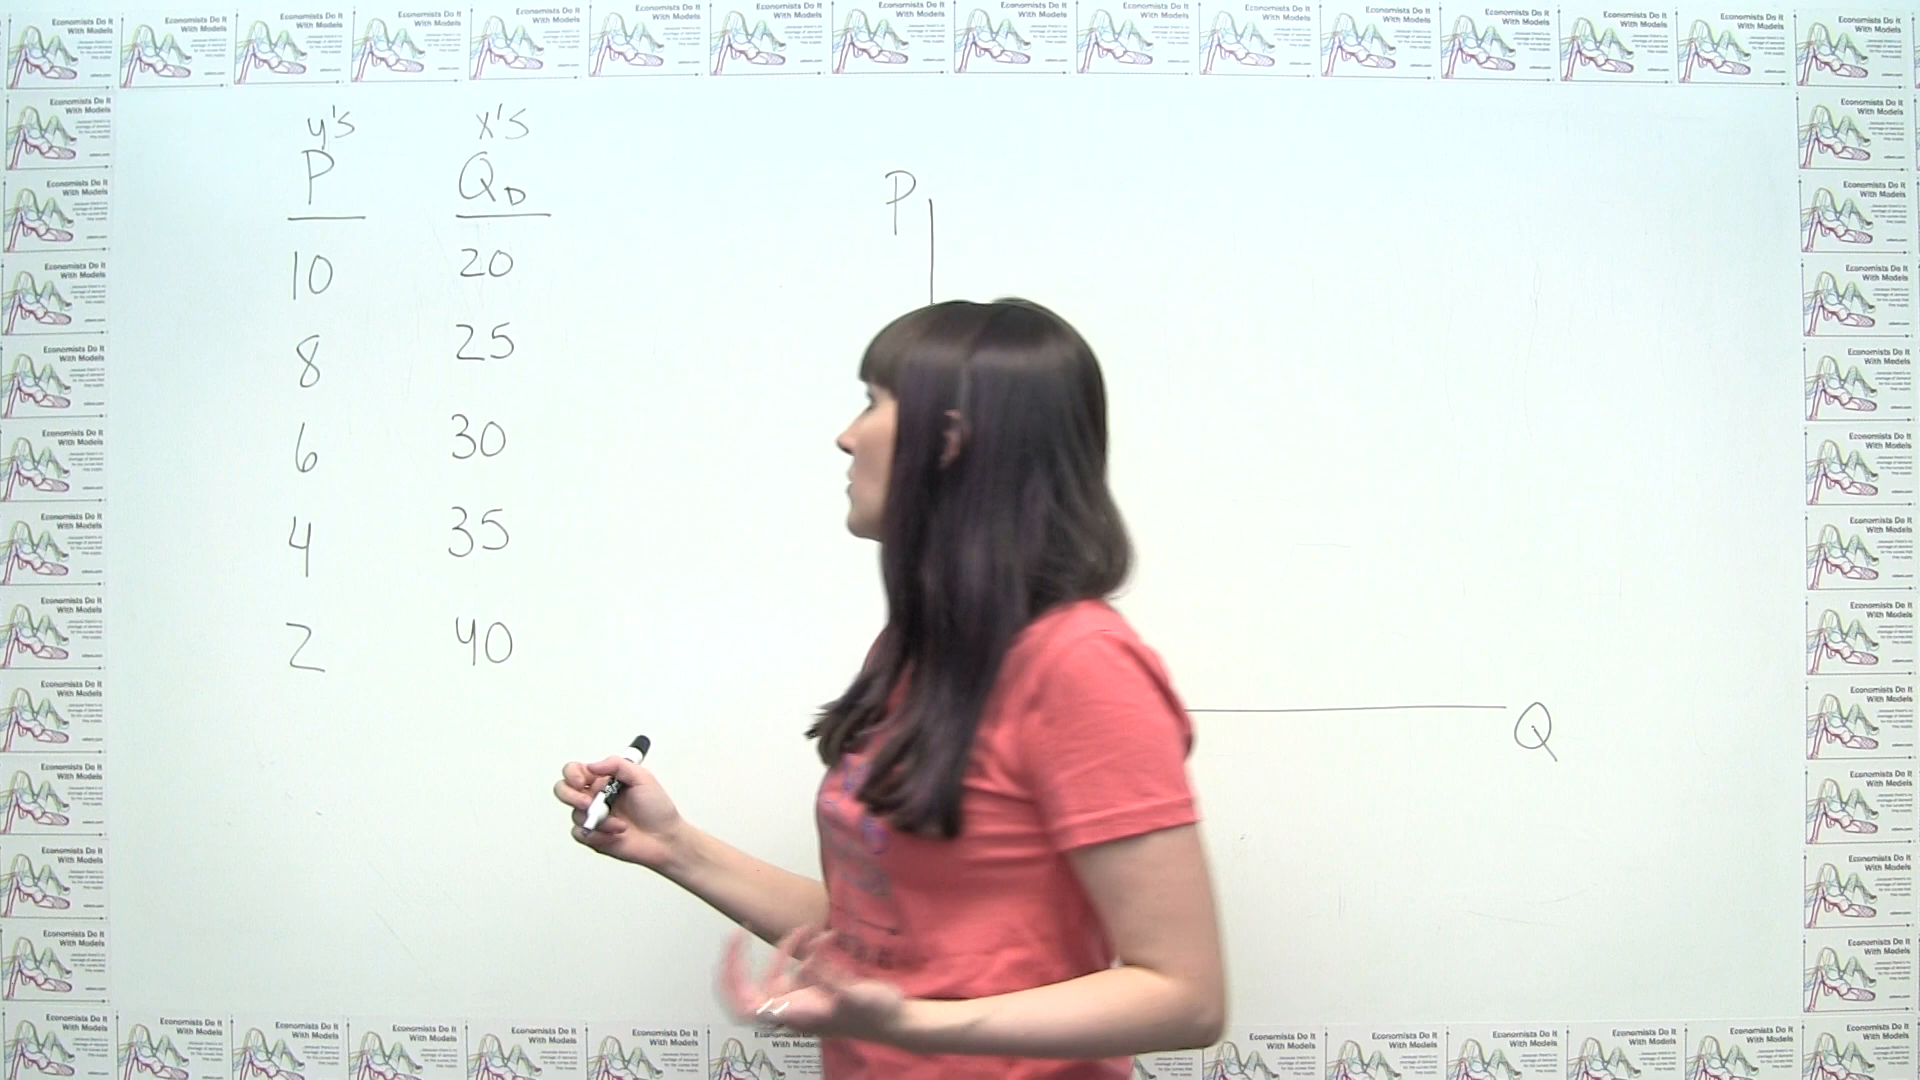 y's x's
P Q_D
10 20
8 25
6 30
4 35
2 40
P
Q
Economists Do It
With Models